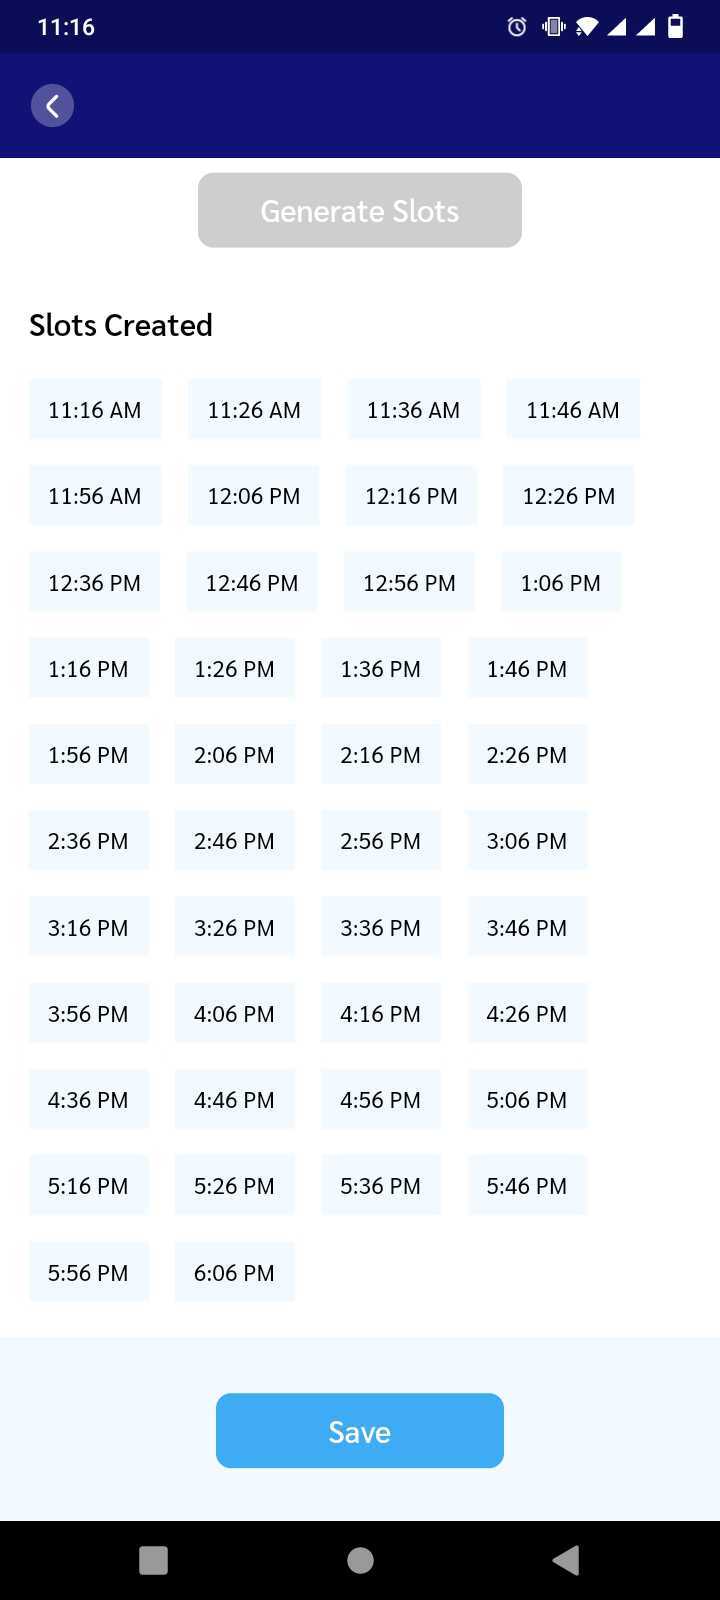 11:16
Generate Slots
Slots Created
11:16 AM 11:26 AM 11:36 AM 11:46 AM
11:56 AM 12:06 PM 12:16 PM 12:26 PM
12:36 PM 12:46 PM 12:56 PM 1:06 PM
1:16 PM 1:26 PM 1:36 PM 1:46 PM
1:56 PM 2:06 PM 2:16 PM 2:26 PM
2:36 PM 2:46 PM 2:56 PM 3:06 PM
3:16 PM 3:26 PM 3:36 PM 3:46 PM
3:56 PM 4:06 PM 4:16 PM 4:26 PM
4:36 PM 4:46 PM 4:56 PM 5:06 PM
5:16 PM 5:26 PM 5:36 PM 5:46 PM
5:56 PM 6:06 PM
Save